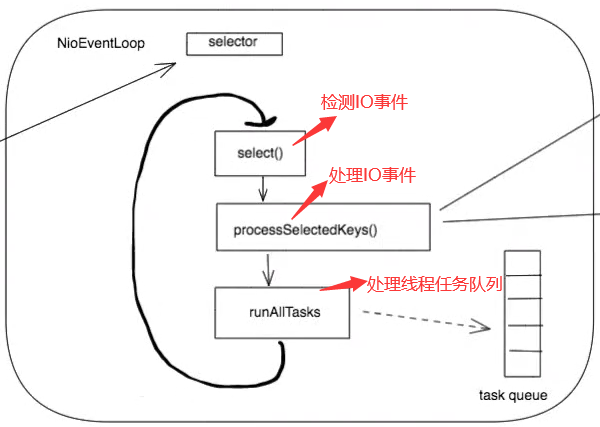 NioEventLoop
selector
检测IO事件
select()
处理IO事件
processSelectedKeys()
处理线程任务队列
runAllTasks
task queue